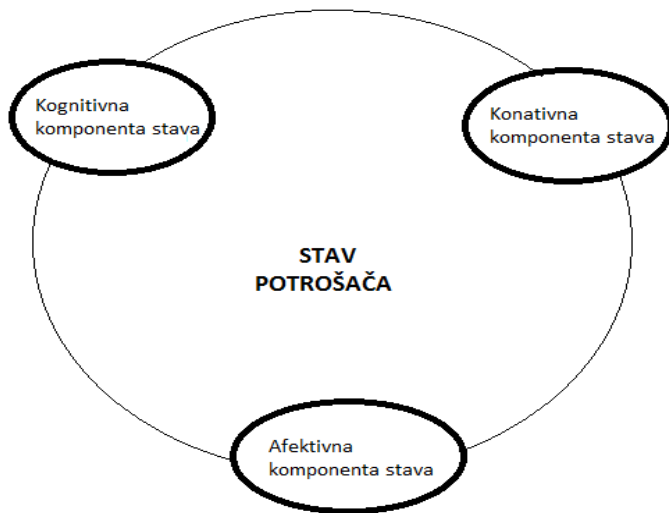 Kognitivna
komponenta stava
Konativna
komponenta stava
STAV
POTROŠAČA
Afektivna
komponenta stava